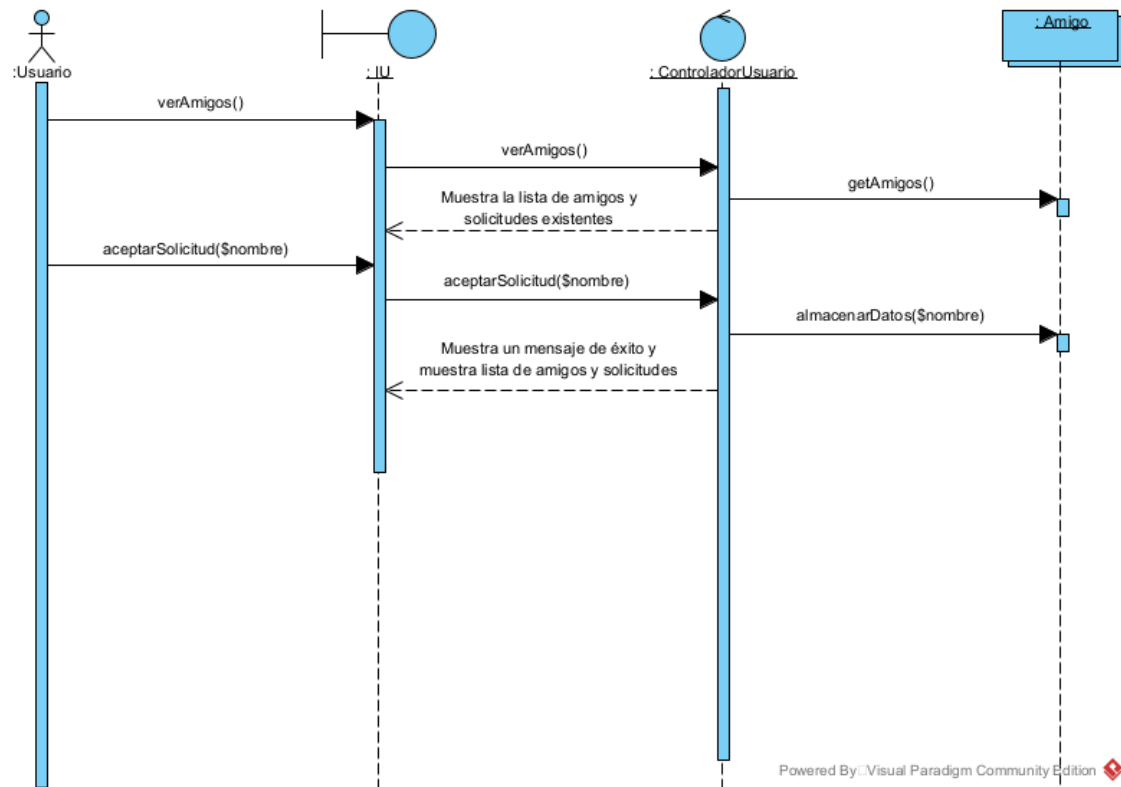 :Usuario
: IU
: ControladorUsuario
: Amigo
verAmigos()
verAmigos()
getAmigos()
Muestra la lista de amigos y
solicitudes existentes
aceptarSolicitud($nombre)
aceptarSolicitud($nombre)
almacenarDatos($nombre)
Muestra un mensaje de éxito y
muestra lista de amigos y solicitudes
Powered By Visual Paradigm Community Edition